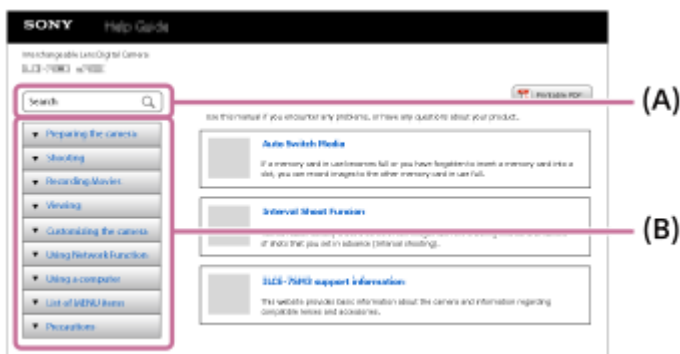 SONY Help Guide
Interchangeable Lens Digital Camera
Search
(A)
Printable PDF
Use this manual if you encounter any problems, or have any questions about your product.
Preparing the camera
Shooting
Recording Movies
Viewing
Customizing the camera
Using Network Function
Using a computer
List of MENU items
Precautions
(B)
Auto Switch Media
If a memory card in use becomes full or you have forgotten to insert a memory card into a
slot, you can record images to the other memory card in use full.
Interval Shoot Funsion
of shots that you set in advance (Interval shooting).
support information
This website provides basic information about the camera and information regarding
compatible lenses and accessories.